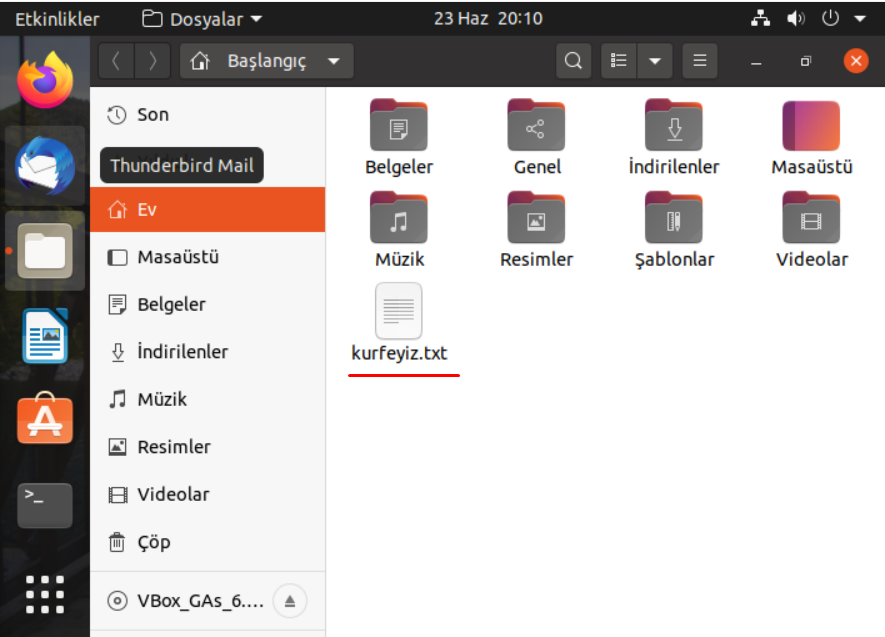 Etkinlikler
Dosyalar
23 Haz 20:10
Başlangıç
Son
Thunderbird Mail
Ev
Masaüstü
Belgeler
İndirilenler
Müzik
Resimler
Videolar
Çöp
VBox_GAs_6....
Belgeler
Genel
İndirilenler
Masaüstü
Müzik
Resimler
Şablonlar
Videolar
kurfeyiz.txt